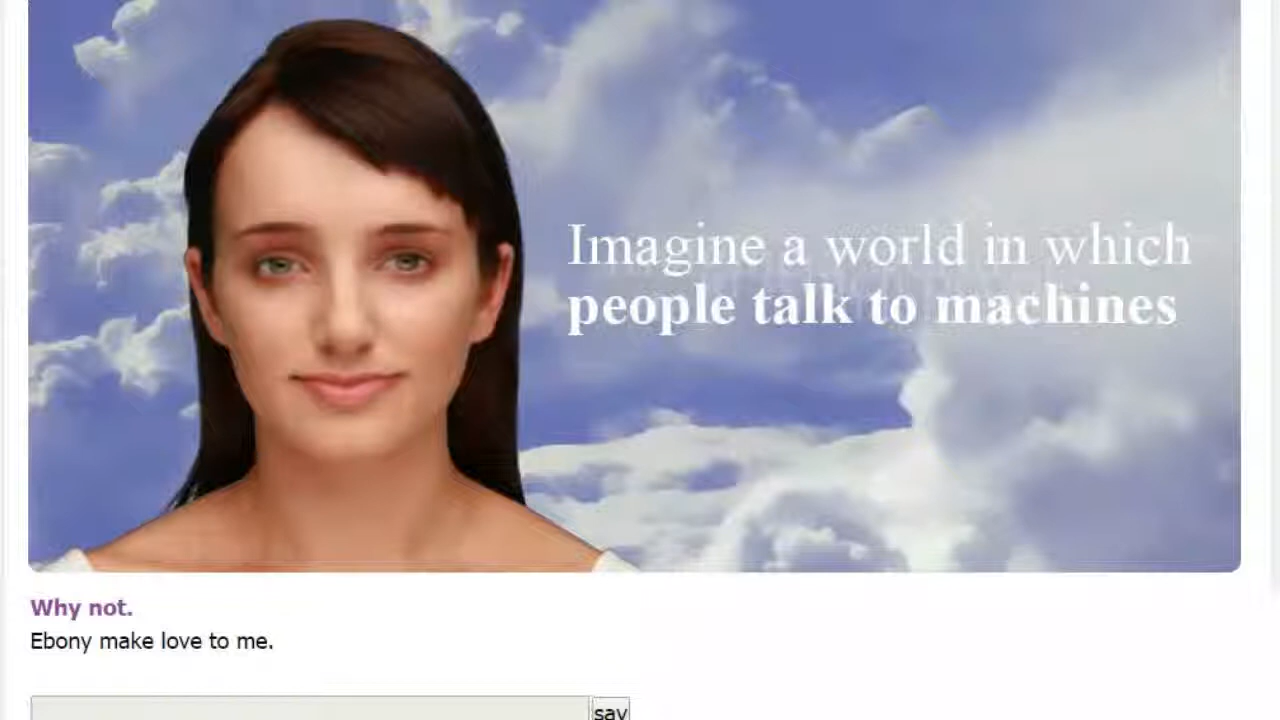 Imagine a world in which
people talk to machines
Why not.
Ebony make love to me.
say